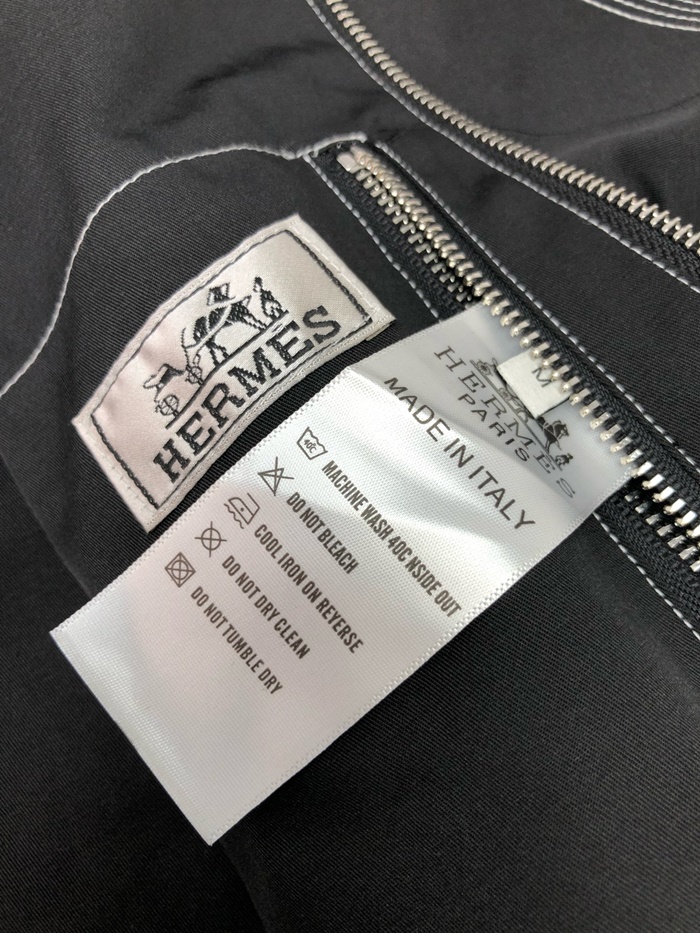 HERMES
M
HERMES
PARIS
MADE IN ITALY
40C
MACHINE WASH 40C NSIDE OUT
DO NOT BLEACH
COOL IRON ON REVERSE
DO NOT DRY CLEAN
DO NOT TUMBLE DRY